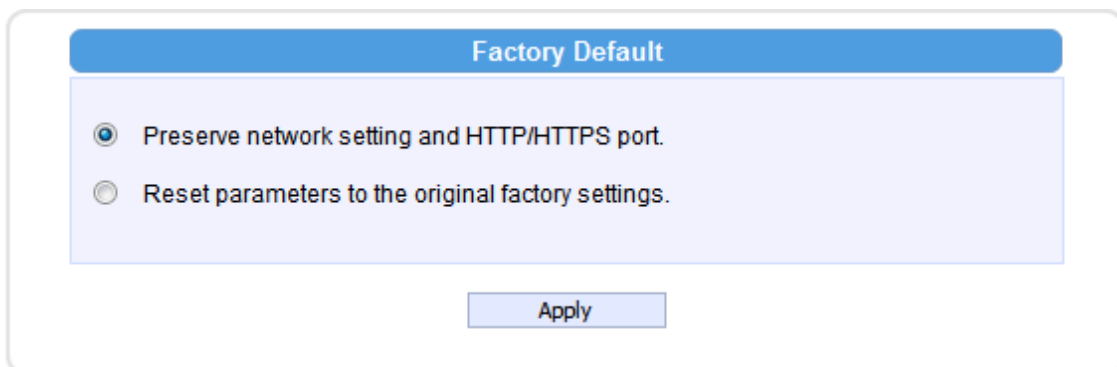 Factory Default
Preserve network setting and HTTP/HTTPS port.
Reset parameters to the original factory settings.
Apply